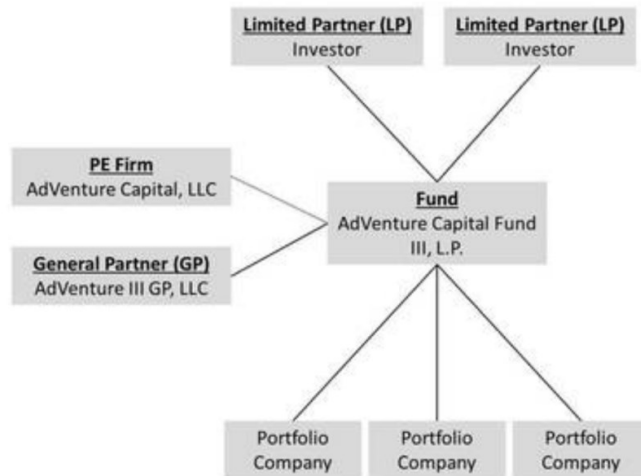 Limited Partner (LP)
Investor
Limited Partner (LP)
Investor
PE Firm
AdVenture Capital, LLC
General Partner (GP)
AdVenture III GP, LLC
Fund
AdVenture Capital Fund
III, L.P.
Portfolio
Company
Portfolio
Company
Portfolio
Company